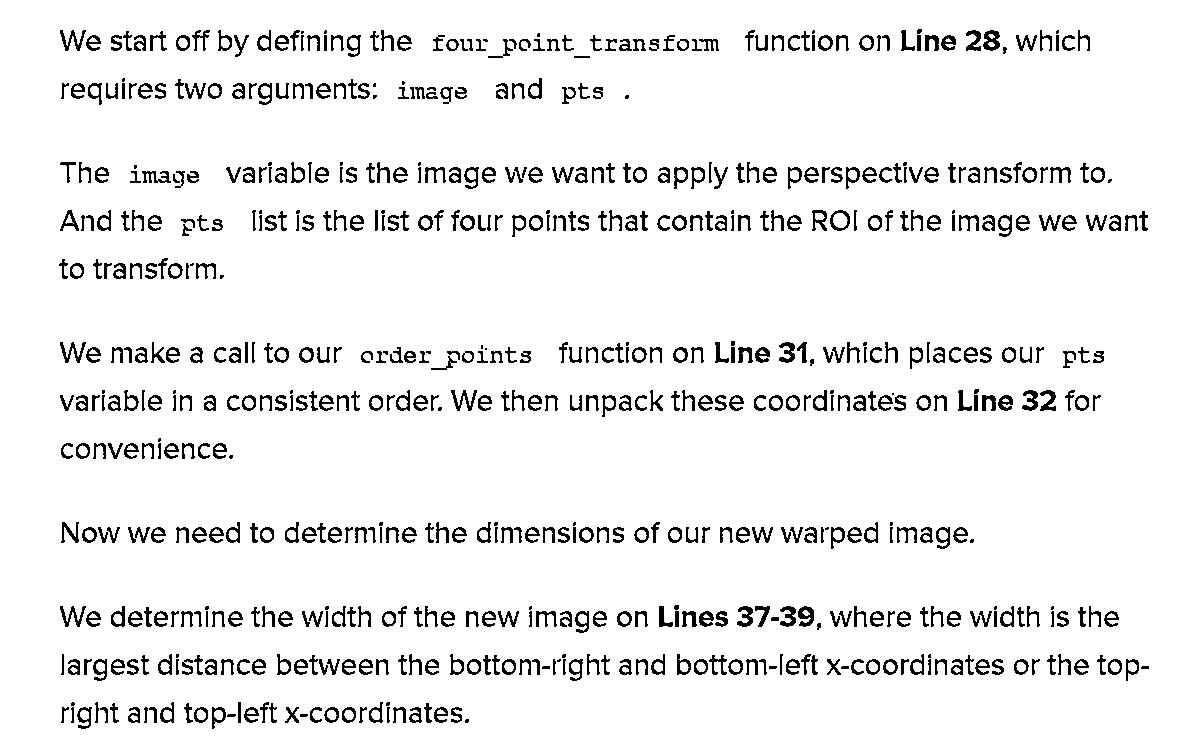 We start off by defining the four_point_transform function on Line 28, which
requires two arguments: image and pts .
The image variable is the image we want to apply the perspective transform to.
And the pts list is the list of four points that contain the ROI of the image we want
to transform.
We make a call to our order_points function on Line 31, which places our pts
variable in a consistent order. We then unpack these coordinates on Line 32 for
convenience.
Now we need to determine the dimensions of our new warped image.
We determine the width of the new image on Lines 37-39, where the width is the
largest distance between the bottom-right and bottom-left x-coordinates or the top-
right and top-left x-coordinates.